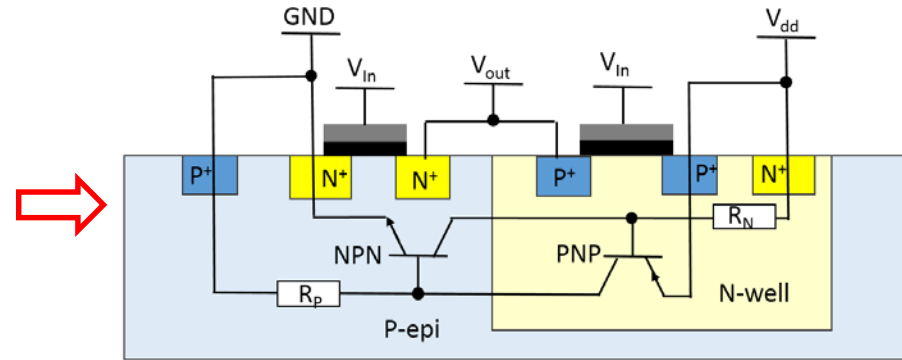 GND
V_dd
V_In
V_out
V_In
P⁺
N⁺
N⁺
P⁺
P⁺
N⁺
NPN
PNP
R_N
R_P
P-epi
N-well